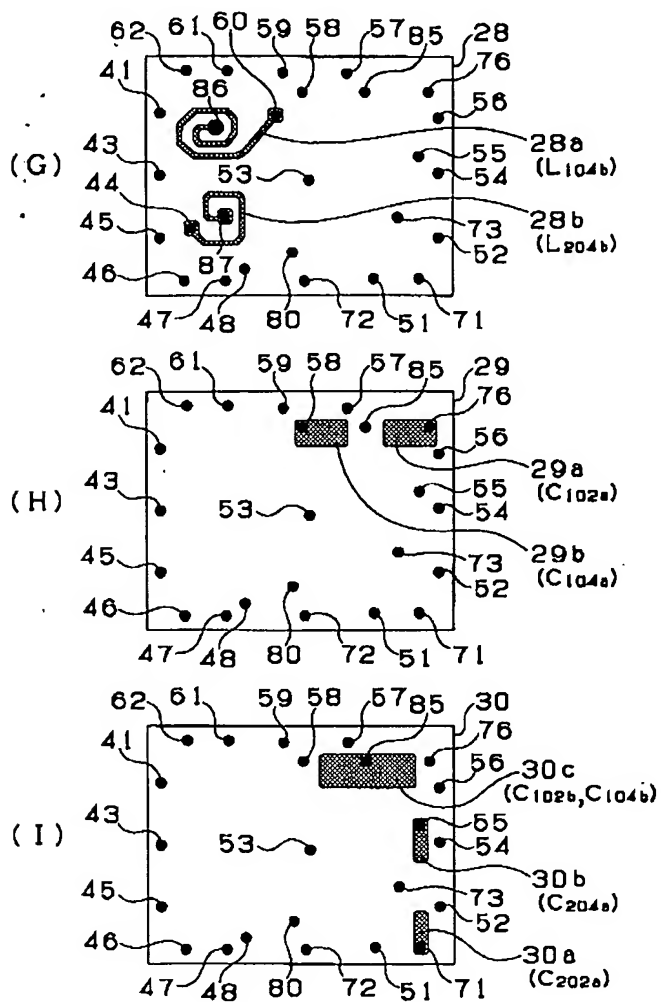 62 61 60 59 58 57 85 28
41 86 76
56
28a
(G) 43 55 (L104b)
44 53 54
45 28b
73 (L204b)
46 87 52
47 48 80 72 51 71
62 61 59 58 57 85 29
41 76
56
29a
(H) 43 55 (C102a)
53 54
45 29b
73 (C104a)
46 52
47 48 80 72 51 71
62 61 59 58 57 85 30
41 76
56
30c
(C102b,C104b)
(I) 43 55
53 54
45 30b
73 (C204a)
46 52
30a
47 48 80 72 51 71 (C202a)